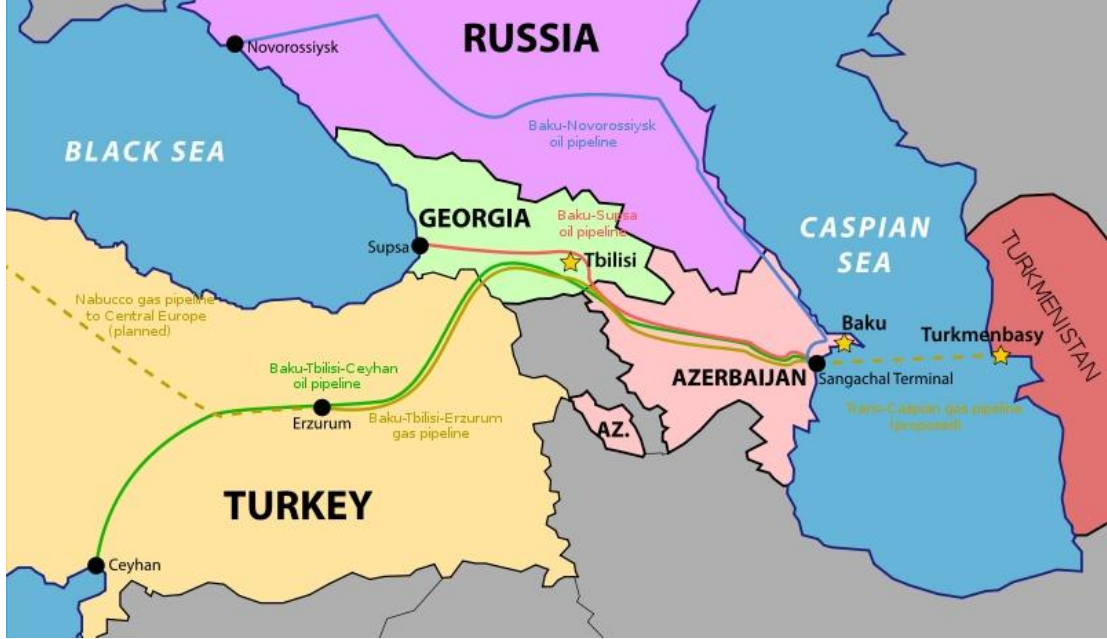 RUSSIA
Novorossiysk
Baku-Novorossiysk
oil pipeline
BLACK SEA
GEORGIA
Baku-Supsa
oil pipeline
Supsa
Tbilisi
CASPIAN
SEA
TURKMENISTAN
Nabucco gas pipeline
to Central Europe
(planned)
Baku
Turkmenbasy
Baku-Tbilisi-Ceyhan
oil pipeline
AZERBAIJAN
Sangachal Terminal
Erzurum
Baku-Tbilisi-Erzurum
gas pipeline
AZ.
Trans-Caspian gas pipeline
(proposed)
TURKEY
Ceyhan